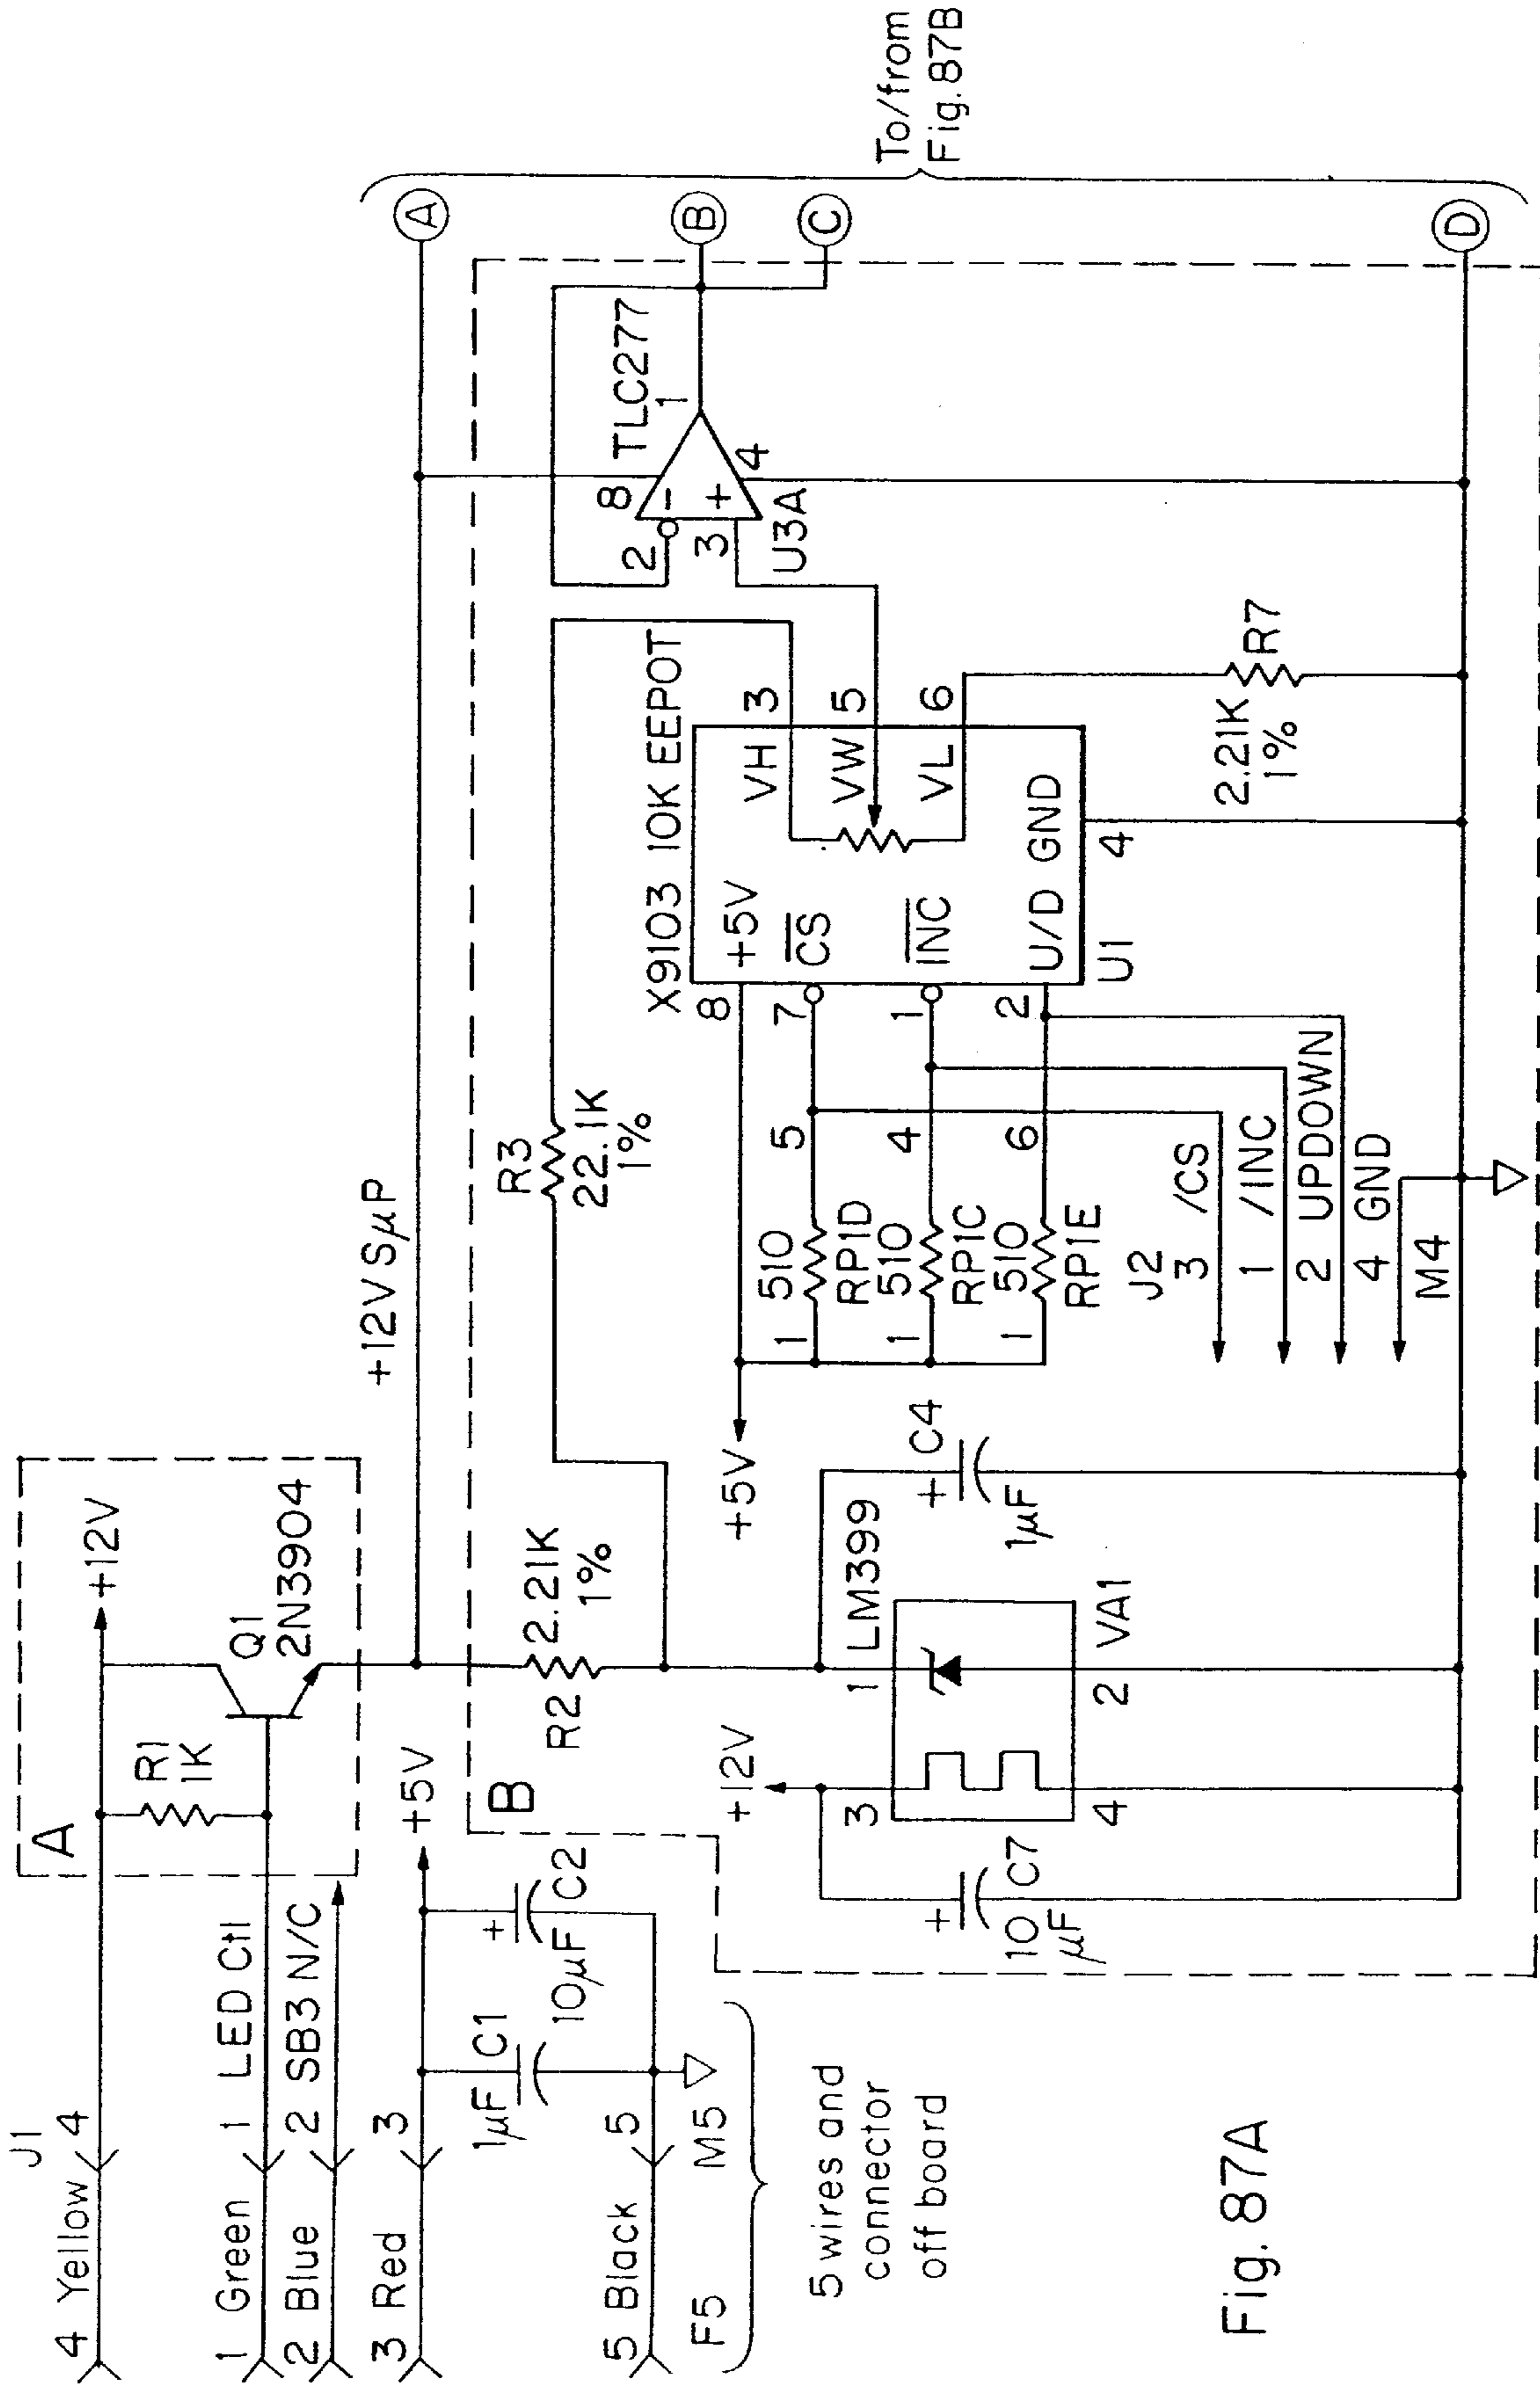 J1
4 Yellow 4
1 Green 1 LED Ctl
2 Blue 2 SB3 N/C
3 Red 3
5 Black 5
F5 M5
5 wires and
connector
off board
A
R1
1K
+12V
Q1
2N3904
+5V
1µF C1
+
10µF C2
+12VSµP
B
R2
2.21K
1%
R3
22.1K
1%
+12V
3
4
+
10
µF
C7
1 LM399
2 VA1
+
C4
1µF
+5V
X9103 10K EEPOT
8 +5V
7 CS
1 INC
2 U/D GND
4
U1
VH 3
VW 5
VL 6
510
1 5
RP1D
510
1 4
RP1C
510
1 6
RP1E
J2
3 /CS
1 /INC
2 UPDOWN
4 GND
M4
2.21K
1%
R7
8 TLC277
2 −
1
3 +
4
U3A
A
B
C
D
To/from
Fig.87B
Fig. 87A